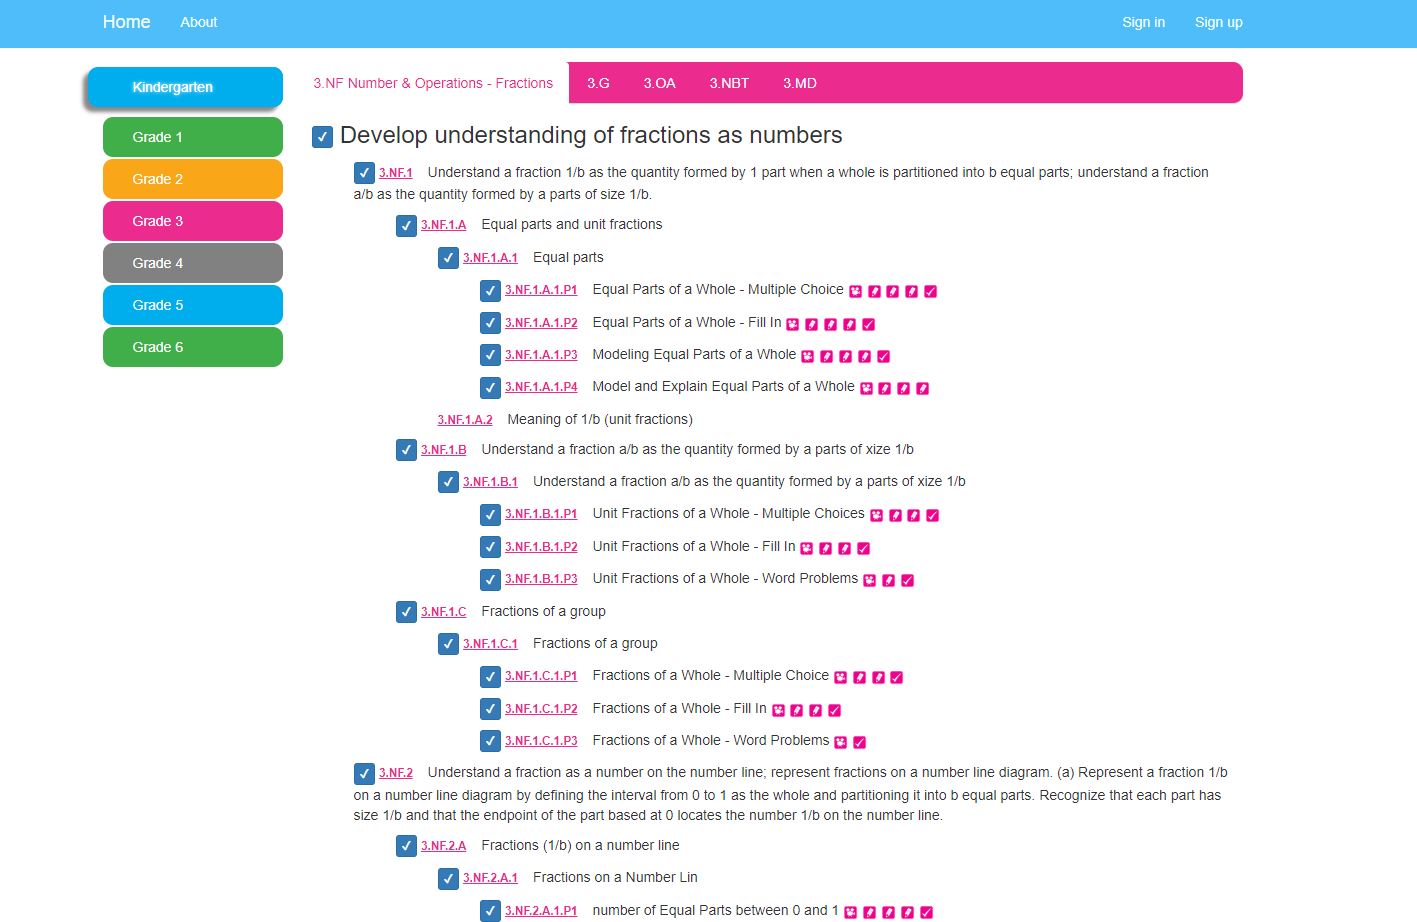 Home About Sign in Sign up
Kindergarten
Grade 1
Grade 2
Grade 3
Grade 4
Grade 5
Grade 6
3.NF Number & Operations - Fractions 3.G 3.OA 3.NBT 3.MD
Develop understanding of fractions as numbers
3.NF.1 Understand a fraction 1/b as the quantity formed by 1 part when a whole is partitioned into b equal parts; understand a fraction
a/b as the quantity formed by a parts of size 1/b.
3.NF.1.A Equal parts and unit fractions
3.NF.1.A.1 Equal parts
3.NF.1.A.1.P1 Equal Parts of a Whole - Multiple Choice
3.NF.1.A.1.P2 Equal Parts of a Whole - Fill In
3.NF.1.A.1.P3 Modeling Equal Parts of a Whole
3.NF.1.A.1.P4 Model and Explain Equal Parts of a Whole
3.NF.1.A.2 Meaning of 1/b (unit fractions)
3.NF.1.B Understand a fraction a/b as the quantity formed by a parts of xize 1/b
3.NF.1.B.1 Understand a fraction a/b as the quantity formed by a parts of xize 1/b
3.NF.1.B.1.P1 Unit Fractions of a Whole - Multiple Choices
3.NF.1.B.1.P2 Unit Fractions of a Whole - Fill In
3.NF.1.B.1.P3 Unit Fractions of a Whole - Word Problems
3.NF.1.C Fractions of a group
3.NF.1.C.1 Fractions of a group
3.NF.1.C.1.P1 Fractions of a Whole - Multiple Choice
3.NF.1.C.1.P2 Fractions of a Whole - Fill In
3.NF.1.C.1.P3 Fractions of a Whole - Word Problems
3.NF.2 Understand a fraction as a number on the number line; represent fractions on a number line diagram. (a) Represent a fraction 1/b
on a number line diagram by defining the interval from 0 to 1 as the whole and partitioning it into b equal parts. Recognize that each part has
size 1/b and that the endpoint of the part based at 0 locates the number 1/b on the number line.
3.NF.2.A Fractions (1/b) on a number line
3.NF.2.A.1 Fractions on a Number Lin
3.NF.2.A.1.P1 number of Equal Parts between 0 and 1